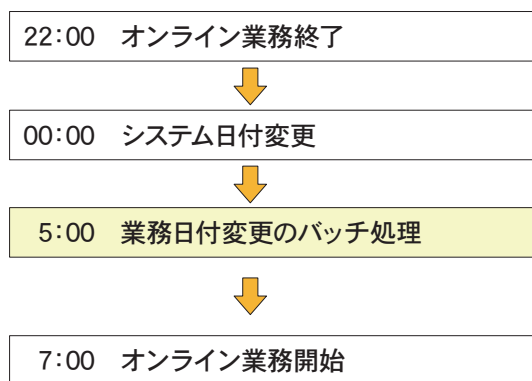 22:00 オンライン業務終了
00:00 システム日付変更
5:00 業務日付変更のバッチ処理
7:00 オンライン業務開始